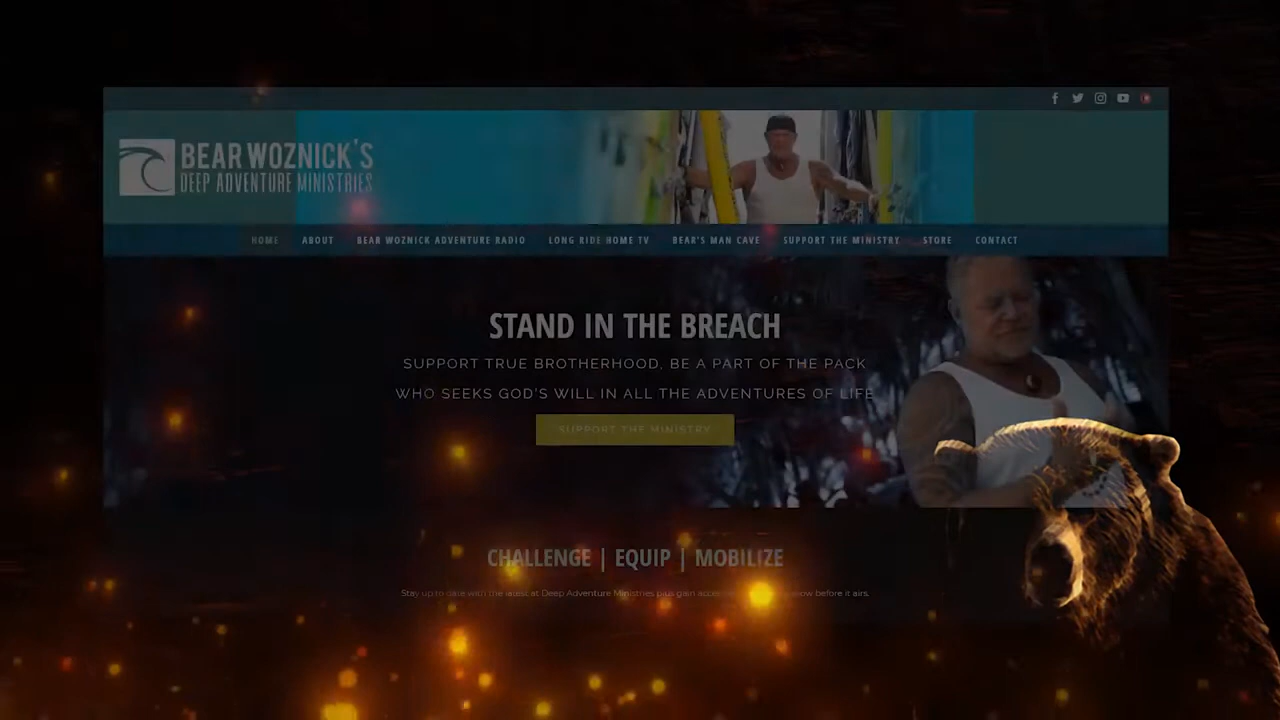 BEAR WOZNICK'S
DEEP ADVENTURE MINISTRIES
HOME ABOUT BEAR WOZNICK ADVENTURE RADIO LONG RIDE HOME TV BEAR'S MAN CAVE SUPPORT THE MINISTRY STORE CONTACT
STAND IN THE BREACH
SUPPORT TRUE BROTHERHOOD, BE A PART OF THE PACK
WHO SEEKS GOD'S WILL IN ALL THE ADVENTURES OF LIFE
SUPPORT THE MINISTRY
CHALLENGE | EQUIP | MOBILIZE
Stay up to date with the latest at Deep Adventure Ministries plus gain before it airs.